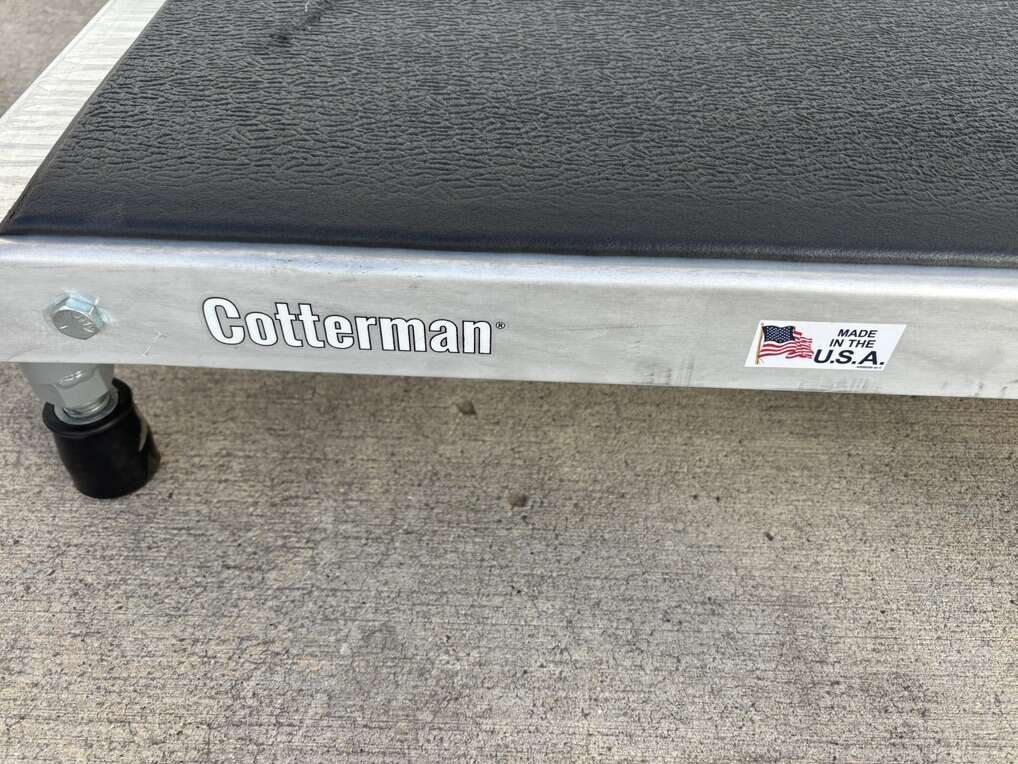 Cotterman®
MADE
IN THE
U.S.A.